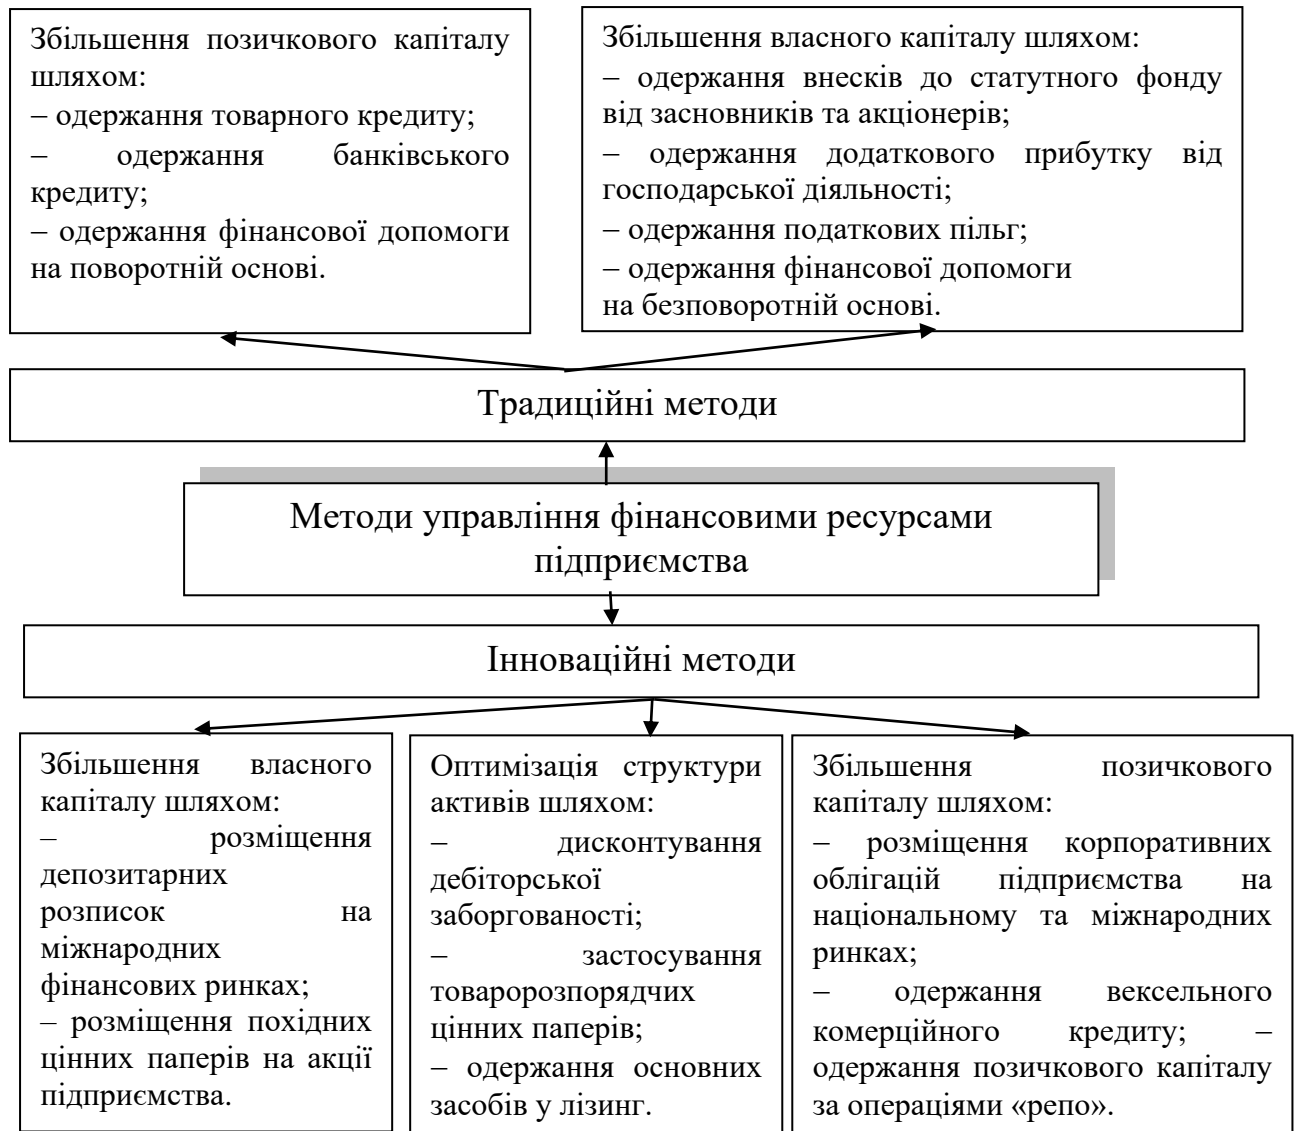 Збільшення позичкового капіталу
шляхом:
– одержання товарного кредиту;
– одержання банківського
кредиту;
– одержання фінансової допомоги
на поворотній основі.
Збільшення власного капіталу шляхом:
– одержання внесків до статутного фонду
від засновників та акціонерів;
– одержання додаткового прибутку від
господарської діяльності;
– одержання податкових пільг;
– одержання фінансової допомоги
на безповоротній основі.
Традиційні методи
Методи управління фінансовими ресурсами
підприємства
Інноваційні методи
Збільшення власного
капіталу шляхом:
– розміщення
депозитарних
розписок на
міжнародних
фінансових ринках;
– розміщення похідних
цінних паперів на акції
підприємства.
Оптимізація структури
активів шляхом:
– дисконтування
дебіторської
заборгованості;
– застосування
товаророзпорядчих
цінних паперів;
– одержання основних
засобів у лізинг.
Збільшення позичкового
капіталу шляхом:
– розміщення корпоративних
облігацій підприємства на
національному та міжнародних
ринках;
– одержання вексельного
комерційного кредиту; –
одержання позичкового капіталу
за операціями «репо».